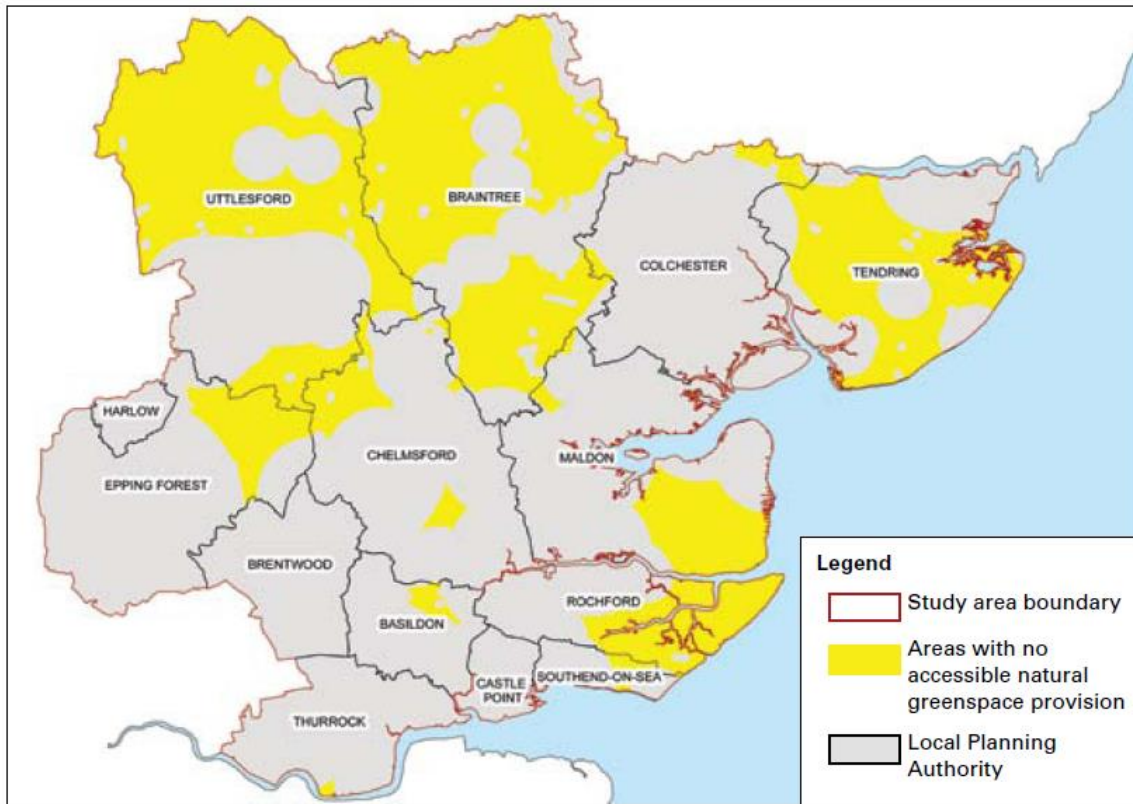 UTTLESFORD
BRAINTREE
COLCHESTER
TENDRING
HARLOW
CHELMSFORD
MALDON
EPPING FOREST
BRENTWOOD
ROCHFORD
BASILDON
CASTLE
POINT
SOUTHEND-ON-SEA
THURROCK
Legend
Study area boundary
Areas with no
accessible natural
greenspace provision
Local Planning
Authority